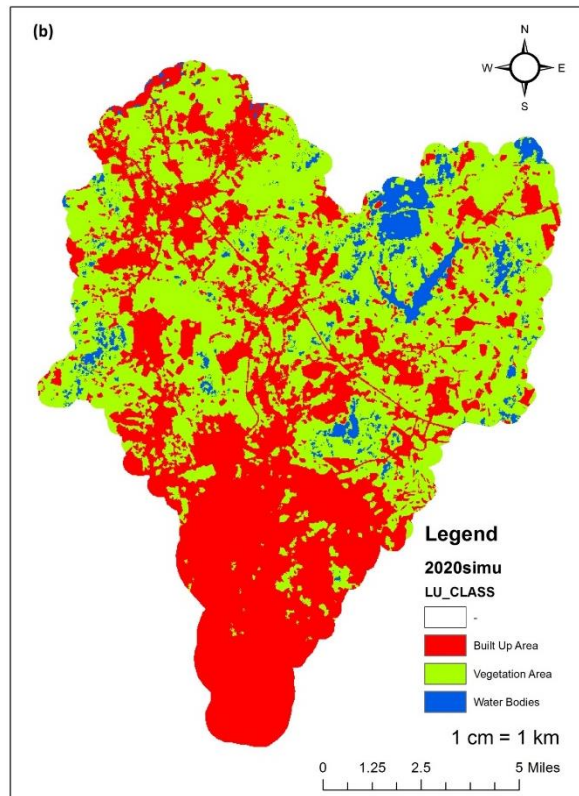 (b)
N
W E
S
Legend
2020simu
LU_CLASS
-
Built Up Area
Vegetation Area
Water Bodies
1 cm = 1 km
0 1.25 2.5 5 Miles